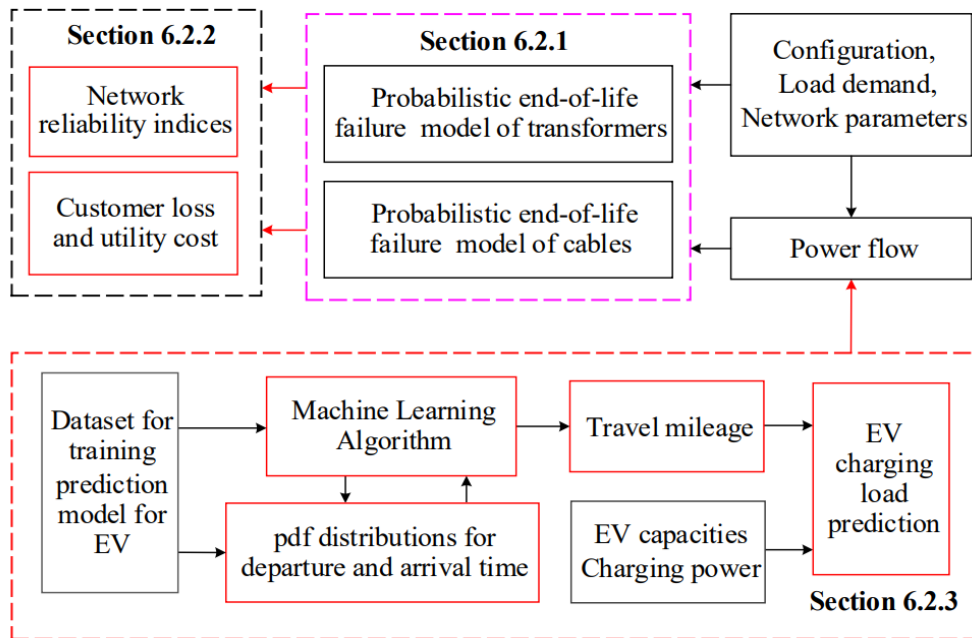 Section 6.2.2
Network
reliability indices
Customer loss
and utility cost
Section 6.2.1
Probabilistic end-of-life
failure model of transformers
Probabilistic end-of-life
failure model of cables
Configuration,
Load demand,
Network parameters
Power flow
Dataset for
training
prediction
model for
EV
Machine Learning
Algorithm
pdf distributions for
departure and arrival time
Travel mileage
EV capacities
Charging power
EV
charging
load
prediction
Section 6.2.3